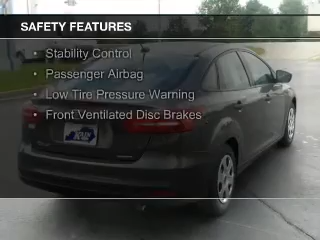 SAFETY FEATURES
• Stability Control
• Passenger Airbag
• Low Tire Pressure Warning
• Front Ventilated Disc Brakes